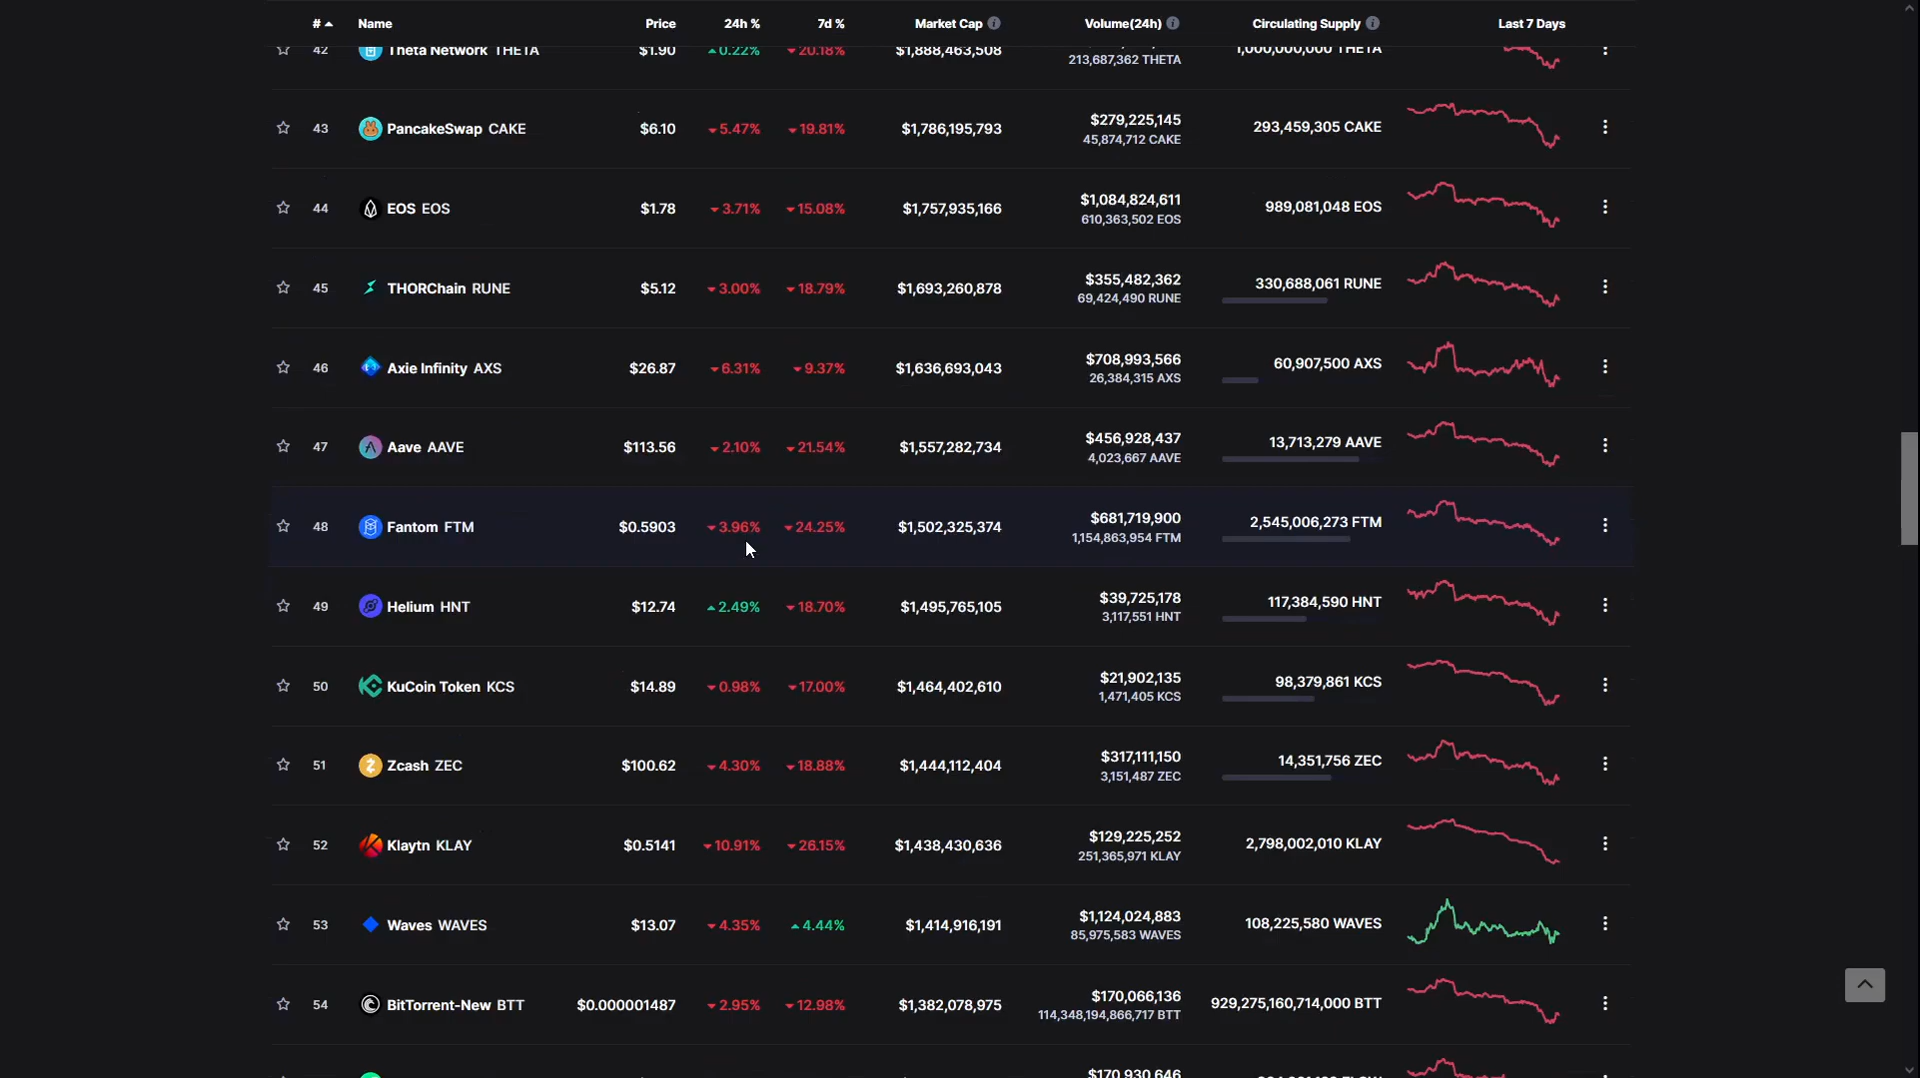 # Name Price 24h % 7d % Market Cap Volume(24h) Circulating Supply Last 7 Days
42 Theta Network THETA $1.90 0.22% 20.18% $1,888,463,508 1,000,000,000 THETA
213,687,362 THETA
43 PancakeSwap CAKE $6.10 5.47% 19.81% $1,786,195,793 $279,225,145 293,459,305 CAKE
45,874,712 CAKE
44 EOS EOS $1.78 3.71% 15.08% $1,757,935,166 $1,084,824,611 989,081,048 EOS
610,363,502 EOS
45 THORChain RUNE $5.12 3.00% 18.79% $1,693,260,878 $355,482,362 330,688,061 RUNE
69,424,490 RUNE
46 Axie Infinity AXS $26.87 6.31% 9.37% $1,636,693,043 $708,993,566 60,907,500 AXS
26,384,315 AXS
47 Aave AAVE $113.56 2.10% 21.54% $1,557,282,734 $456,928,437 13,713,279 AAVE
4,023,667 AAVE
48 Fantom FTM $0.5903 3.96% 24.25% $1,502,325,374 $681,719,900 2,545,006,273 FTM
1,154,863,954 FTM
49 Helium HNT $12.74 2.49% 18.70% $1,495,765,105 $39,725,178 117,384,590 HNT
3,117,551 HNT
50 KuCoin Token KCS $14.89 0.98% 17.00% $1,464,402,610 $21,902,135 98,379,861 KCS
1,471,405 KCS
51 Zcash ZEC $100.62 4.30% 18.88% $1,444,112,404 $317,111,150 14,351,756 ZEC
3,151,487 ZEC
52 Klaytn KLAY $0.5141 10.91% 26.15% $1,438,430,636 $129,225,252 2,798,002,010 KLAY
251,365,971 KLAY
53 Waves WAVES $13.07 4.35% 4.44% $1,414,916,191 $1,124,024,883 108,225,580 WAVES
85,975,583 WAVES
54 BitTorrent-New BTT $0.000001487 2.95% 12.98% $1,382,078,975 $170,066,136 929,275,160,714,000 BTT
114,348,194,866,717 BTT
$170,930,646